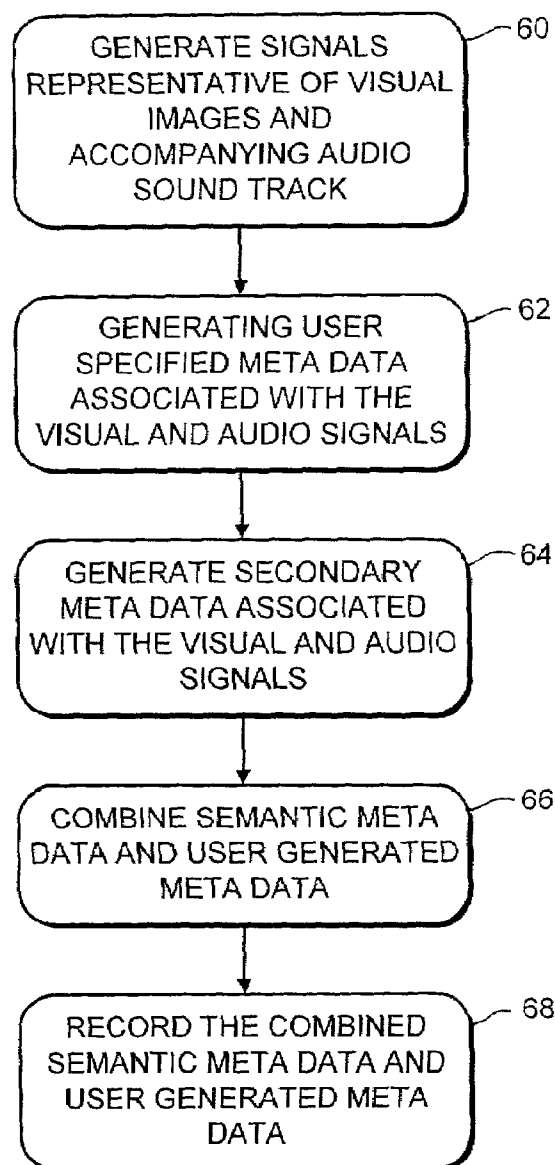 GENERATE SIGNALS
REPRESENTATIVE OF VISUAL
IMAGES AND
ACCOMPANYING AUDIO
SOUND TRACK
60
GENERATING USER
SPECIFIED META DATA
ASSOCIATED WITH THE
VISUAL AND AUDIO SIGNALS
62
GENERATE SECONDARY
META DATA ASSOCIATED
WITH THE VISUAL AND AUDIO
SIGNALS
64
COMBINE SEMANTIC META
DATA AND USER GENERATED
META DATA
66
RECORD THE COMBINED
SEMANTIC META DATA AND
USER GENERATED META
DATA
68